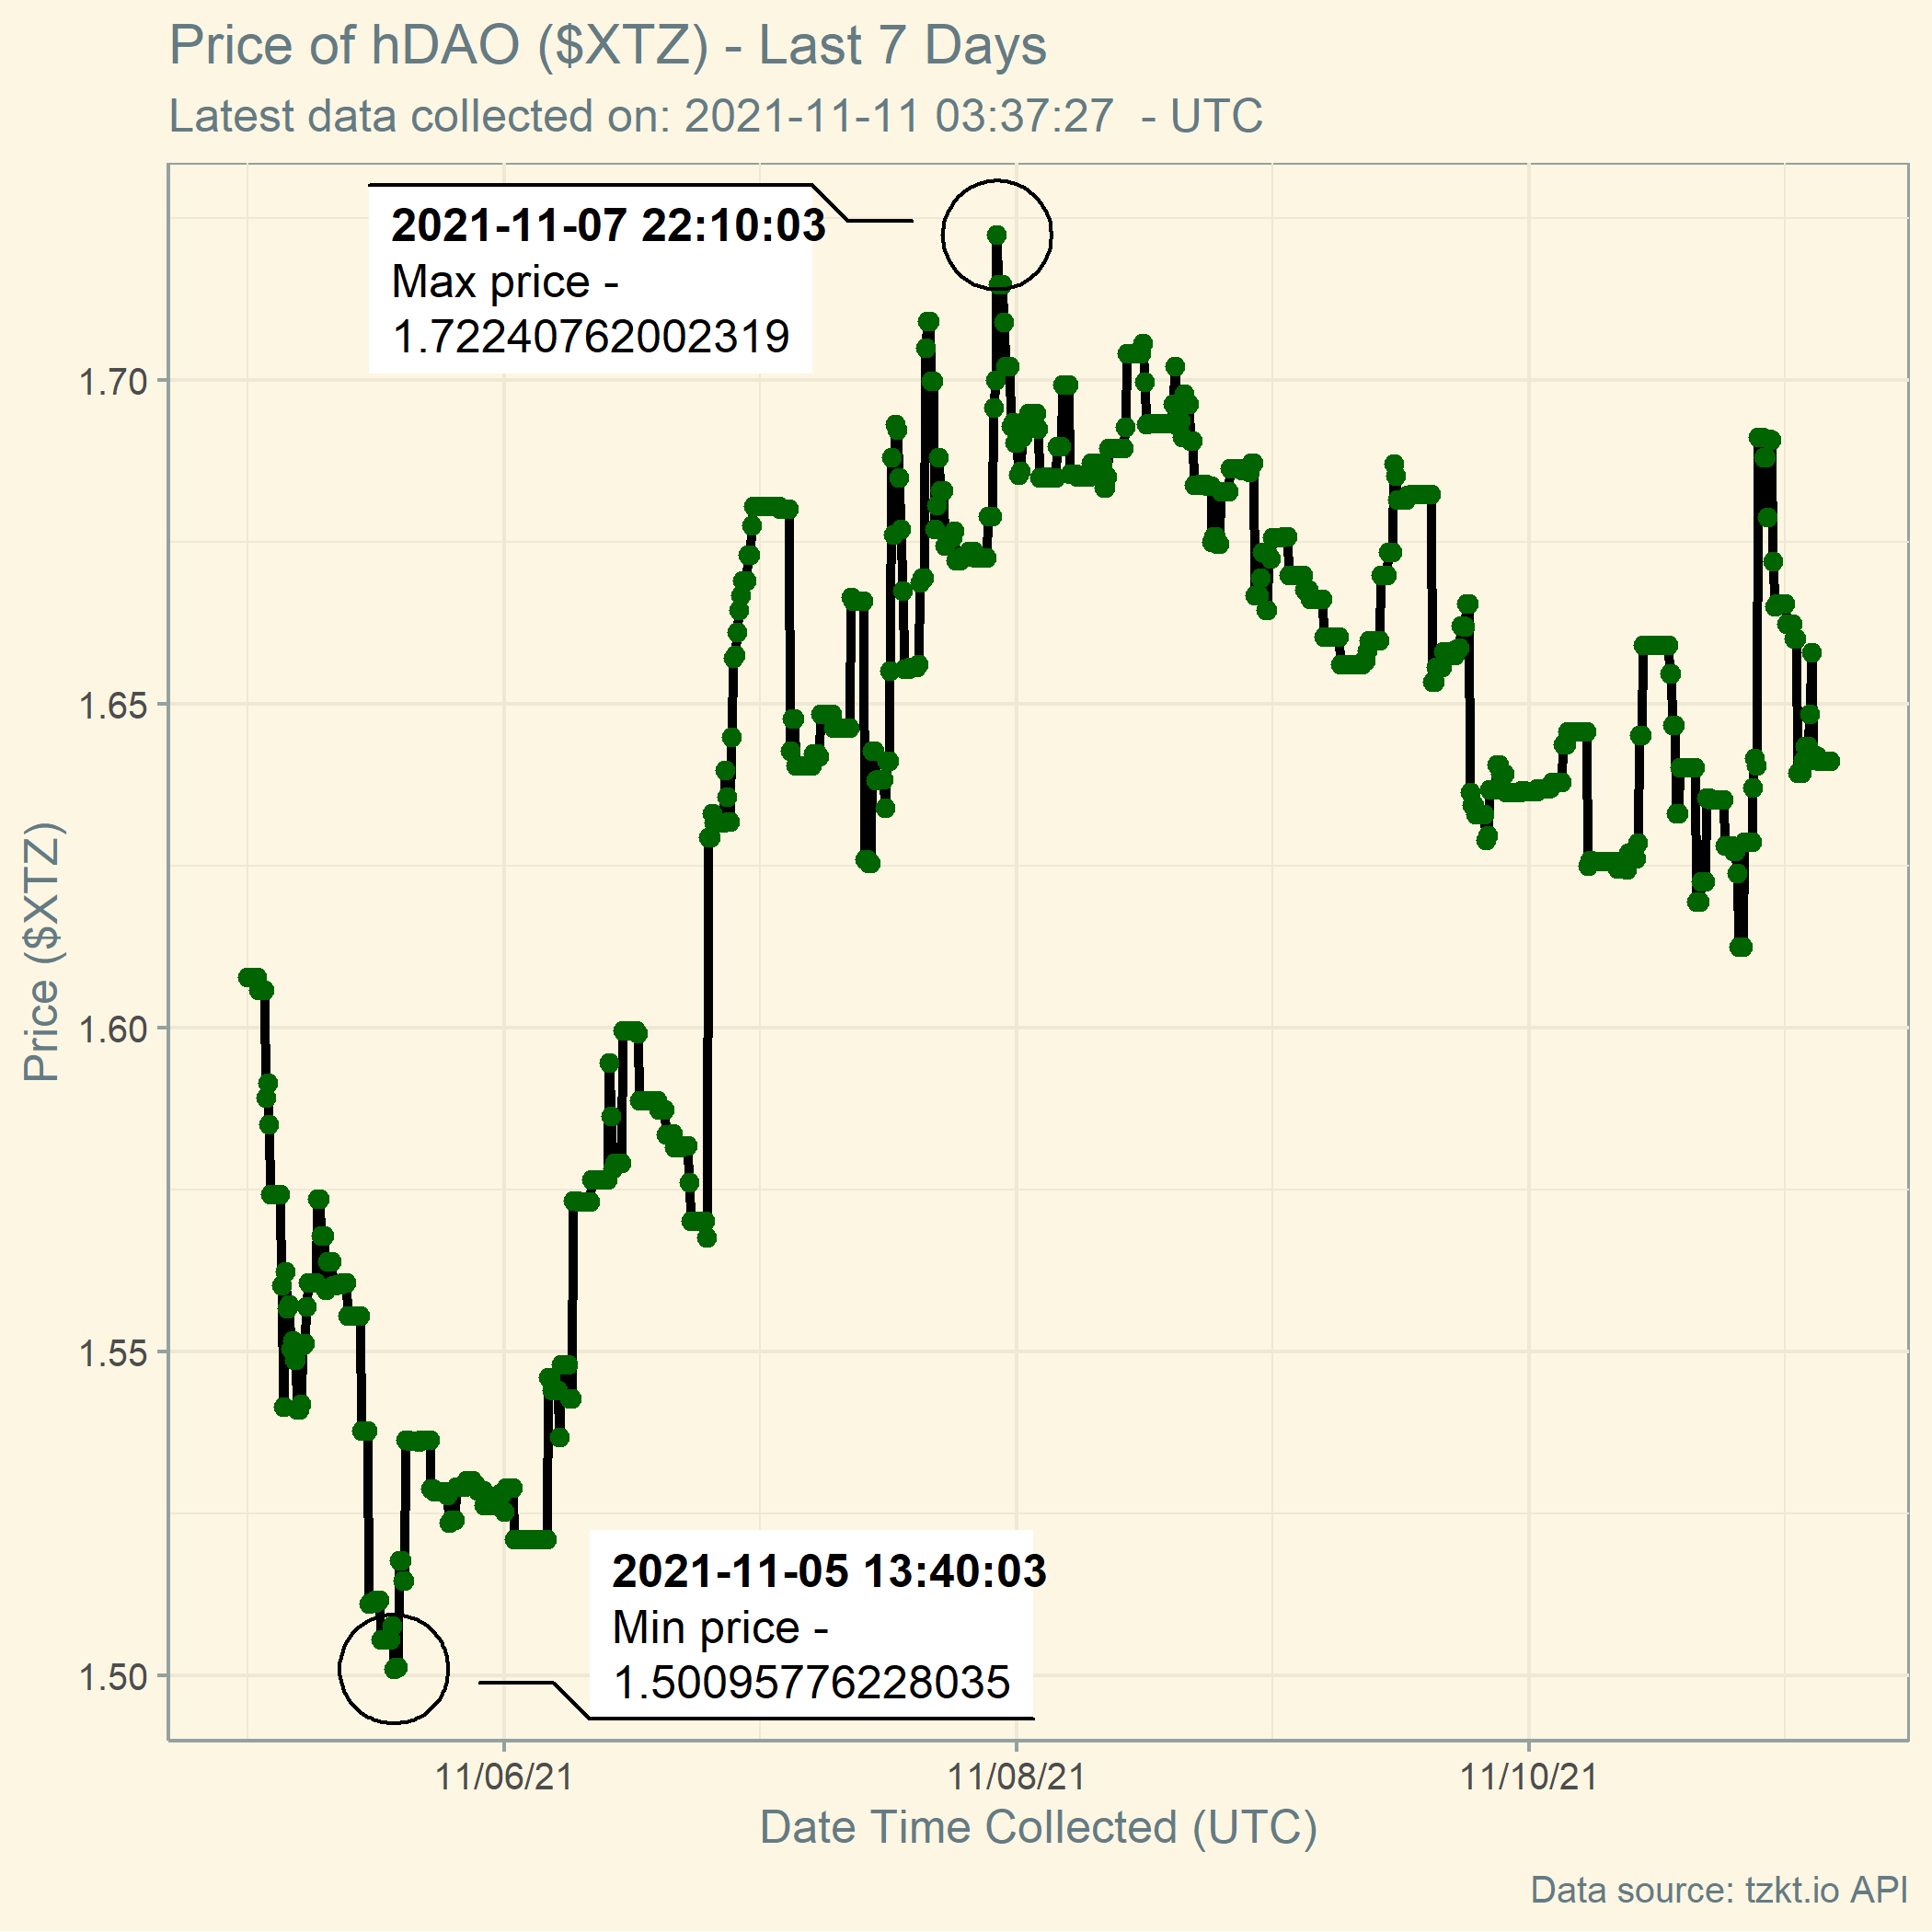 Price of hDAO ($XTZ) - Last 7 Days
Latest data collected on: 2021-11-11 03:37:27  - UTC
2021-11-07 22:10:03
Max price -
1.72240762002319
1.70
1.65
1.60
1.55
1.50
Price ($XTZ)
2021-11-05 13:40:03
Min price -
1.50095776228035
11/06/21
11/08/21
11/10/21
Date Time Collected (UTC)
Data source: tzkt.io API